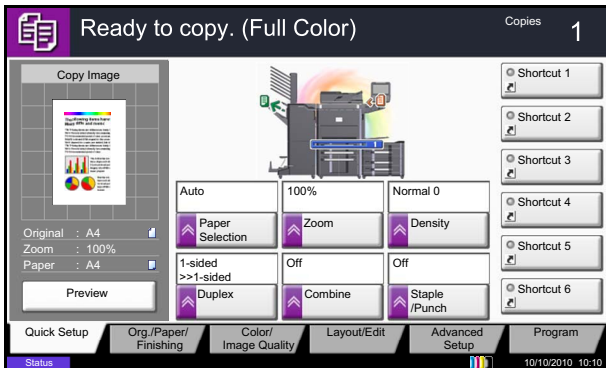 Ready to copy. (Full Color)
Copies
1
Copy Image
Original : A4
Zoom : 100%
Paper : A4
Preview
1
Auto
100%
Normal 0
Paper
Selection
Zoom
Density
1-sided
>>1-sided
Off
Off
Duplex
Combine
Staple
/Punch
Shortcut 1
Shortcut 2
Shortcut 3
Shortcut 4
Shortcut 5
Shortcut 6
Quick Setup
Org./Paper/
Finishing
Color/
Image Quality
Layout/Edit
Advanced
Setup
Program
Status
10/10/2010 10:10